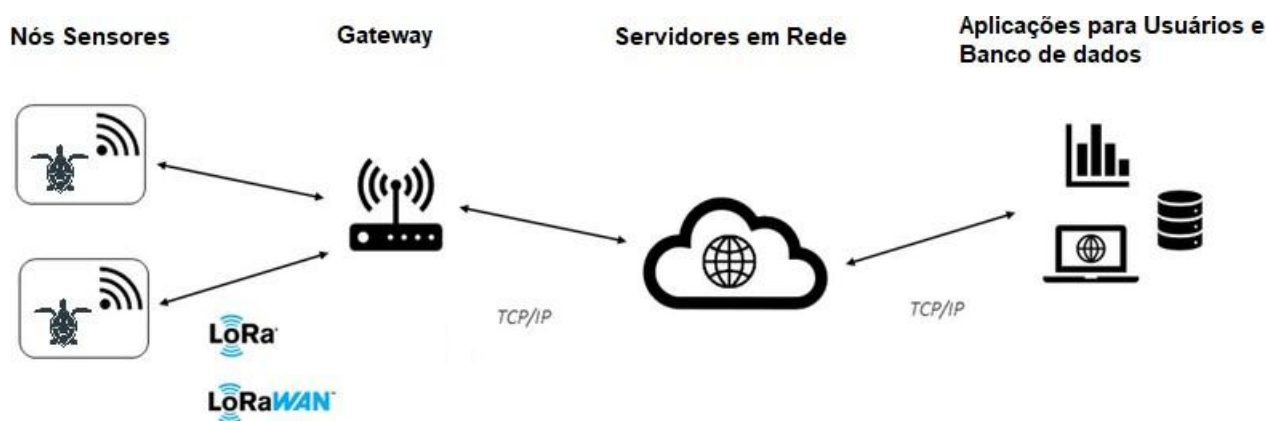 Nós Sensores
Gateway
Servidores em Rede
Aplicações para Usuários e
Banco de dados
TCP/IP
TCP/IP
LoRa
LoRaWAN